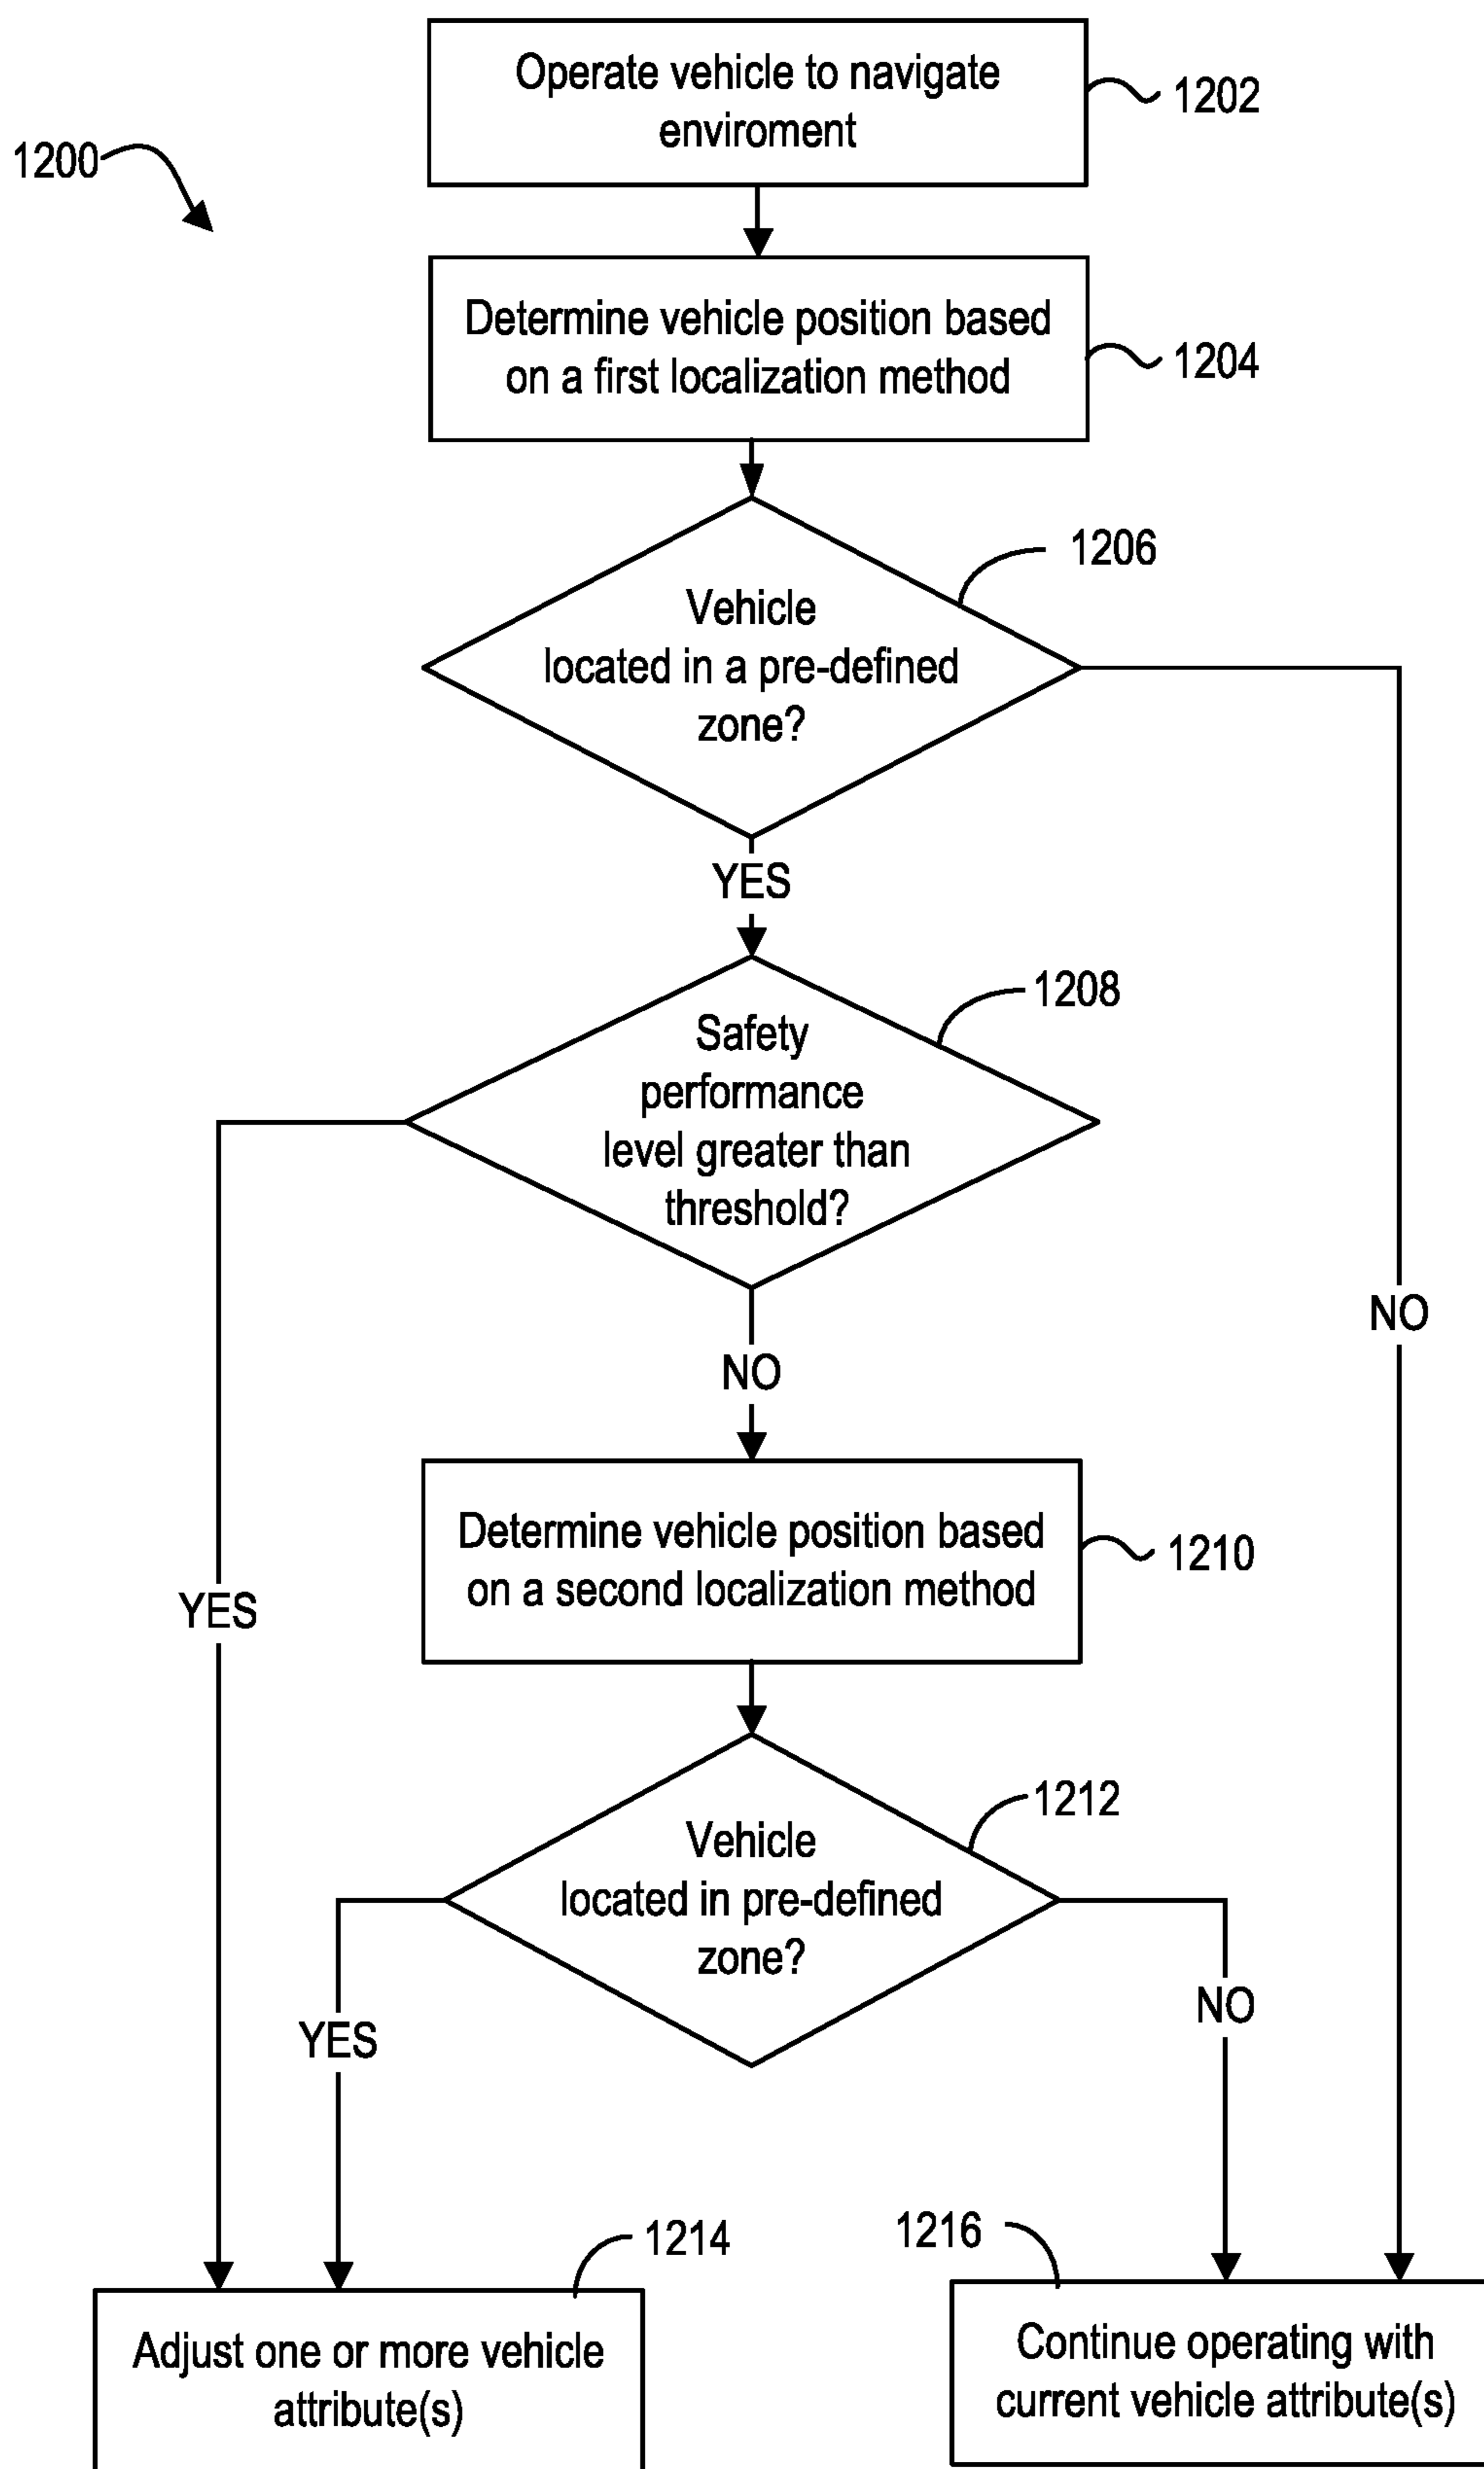 Operate vehicle to navigate
enviroment
1202
1200
Determine vehicle position based
on a first localization method
1204
1206
Vehicle
located in a pre-defined
zone?
YES
1208
Safety
performance
level greater than
threshold?
NO
NO
Determine vehicle position based
on a second localization method
1210
YES
1212
Vehicle
located in pre-defined
zone?
NO
YES
1214
1216
Adjust one or more vehicle
attribute(s)
Continue operating with
current vehicle attribute(s)